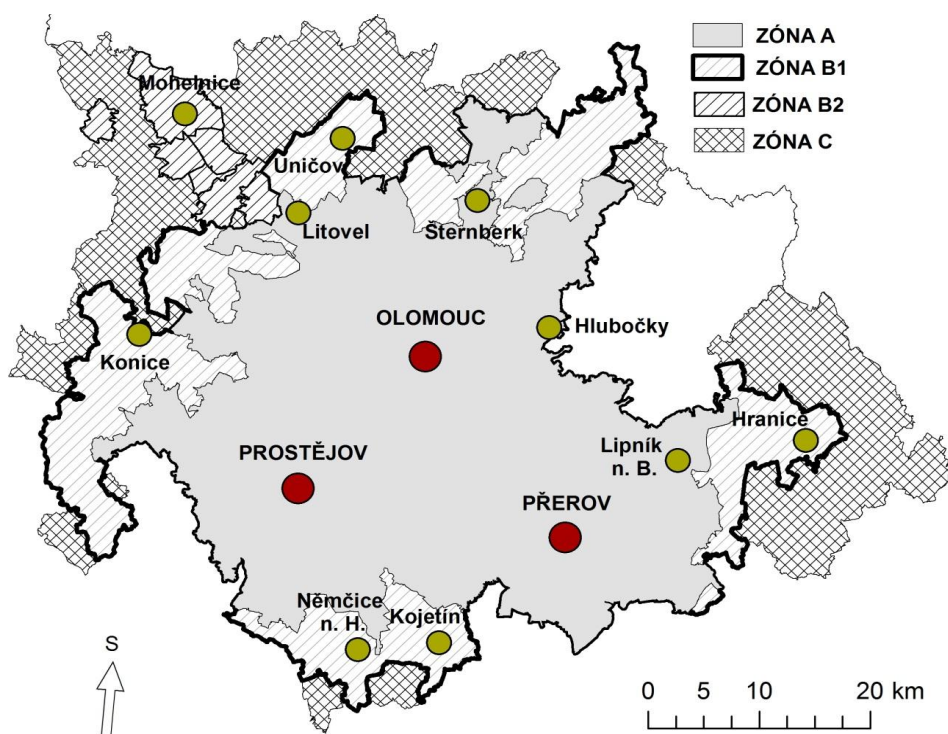 ZÓNA A
ZÓNA B1
ZÓNA B2
ZÓNA C
Mohelnice
Uničov
Litovel
Šternberk
OLOMOUC
Hlubočky
Konice
Hranice
Lipník
n. B.
PROSTĚJOV
PŘEROV
Němčice
n. H.
Kojetín
S
0 5 10 20 km